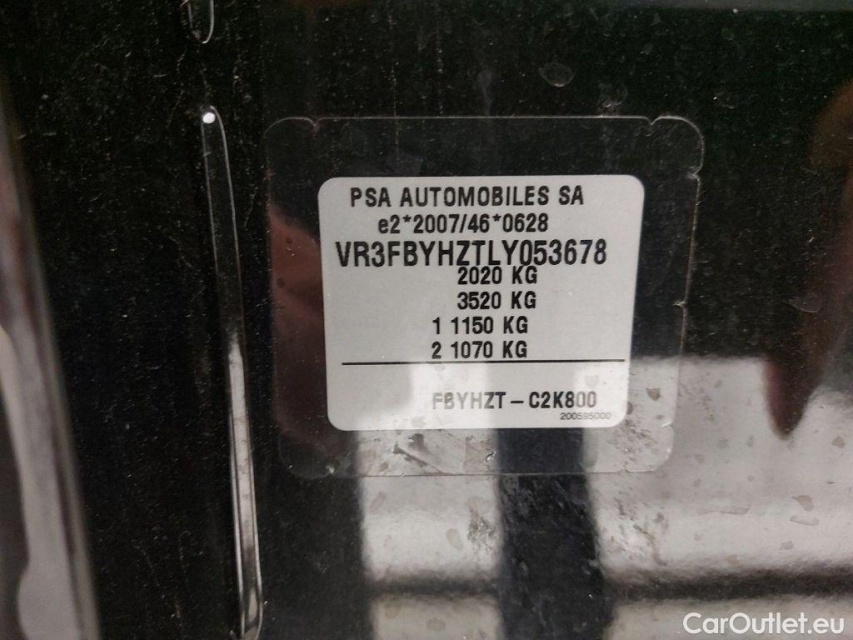 PSA AUTOMOBILES SA
e2*2007/46*0628
VR3FBYHZTLY053678
2020 KG
3520 KG
1 1150 KG
2 1070 KG
FBYHZT-C2K800
200595000
CarOutlet.eu